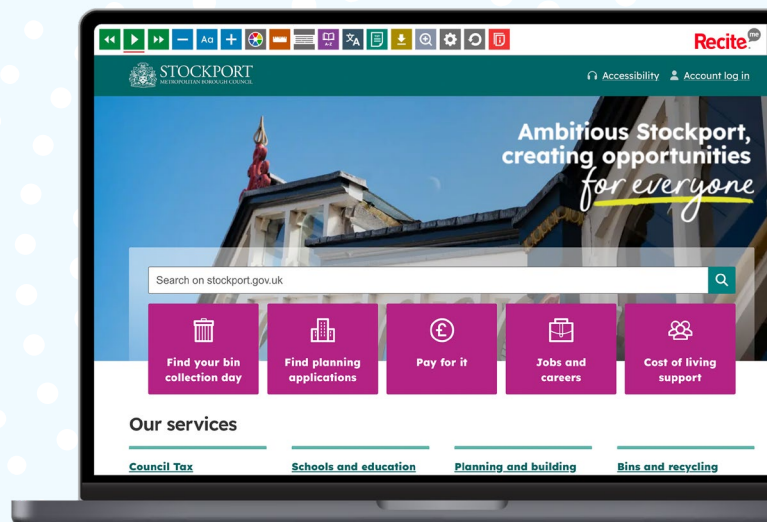 Aa
A-Z
Recite me
STOCKPORT
METROPOLITAN BOROUGH COUNCIL
Accessibility
Account log in
Ambitious Stockport,
creating opportunities
for everyone
Search on stockport.gov.uk
Find your bin
collection day
Find planning
applications
£
Pay for it
Jobs and
careers
Cost of living
support
Our services
Council Tax
Schools and education
Planning and building
Bins and recycling